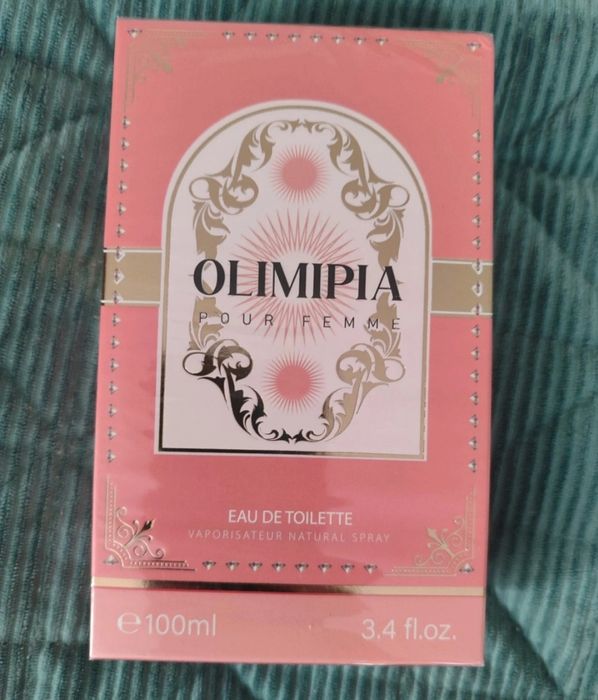 OLIMIPIA
POUR FEMME
EAU DE TOILETTE
VAPORISATEUR NATURAL SPRAY
℮100ml 3.4 fl.oz.